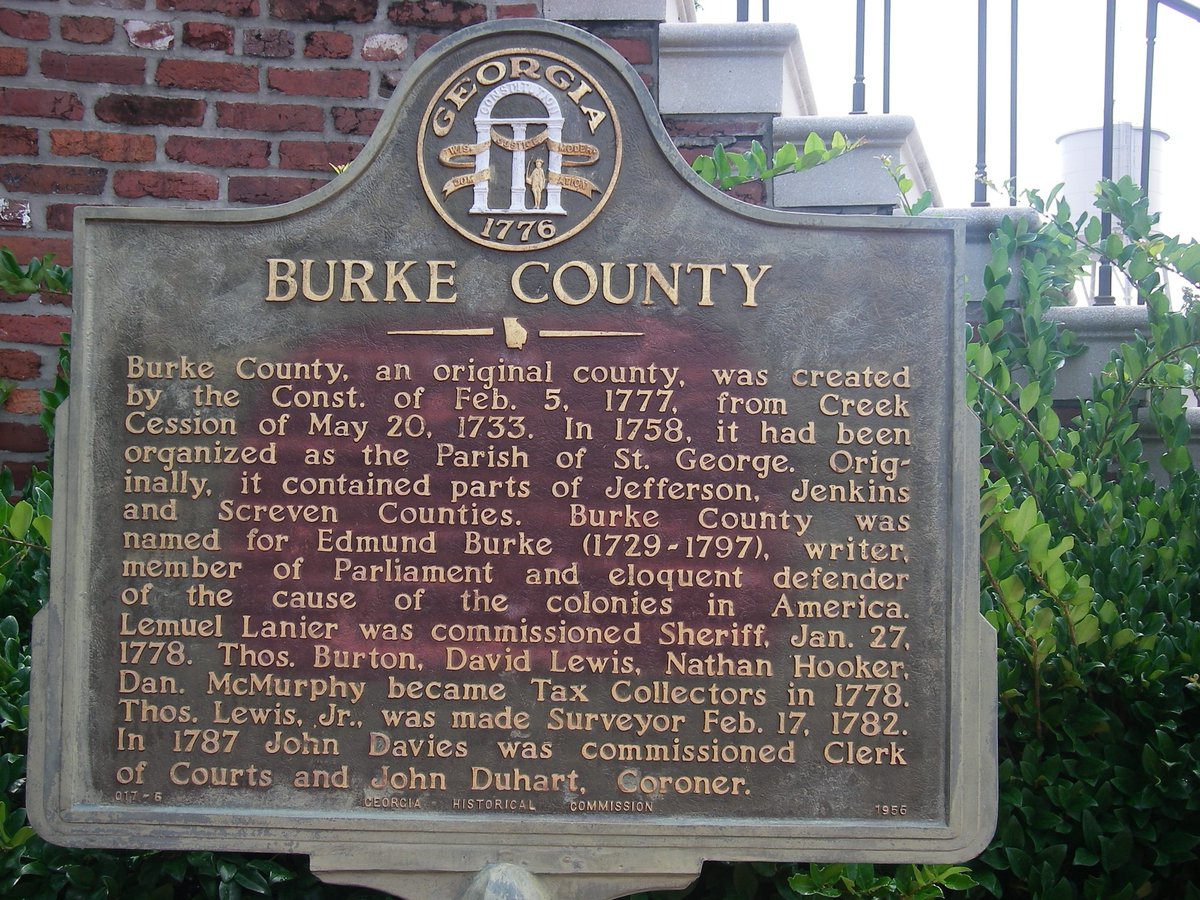 GEORGIA
CONSTITUTION
WIS JUSTICE MODER
DOM ATION
1776
BURKE COUNTY
Burke County, an original county, was created
by the Const. of Feb. 5, 1777, from Creek
Cession of May 20, 1733. In 1758, it had been
organized as the Parish of St. George. Orig-
inally, it contained parts of Jefferson, Jenkins
and Screven Counties. Burke County was
named for Edmund Burke (1729-1797), writer,
member of Parliament and eloquent defender
of the cause of the colonies in America.
Lemuel Lanier was commissioned Sheriff, Jan. 27,
1778. Thos. Burton, David Lewis, Nathan Hooker,
Dan. McMurphy became Tax Collectors in 1778.
Thos. Lewis, Jr., was made Surveyor Feb. 17, 1782.
In 1787 John Davies was commissioned Clerk
of Courts and John Duhart, Coroner.
017-6 GEORGIA HISTORICAL COMMISSION 1956